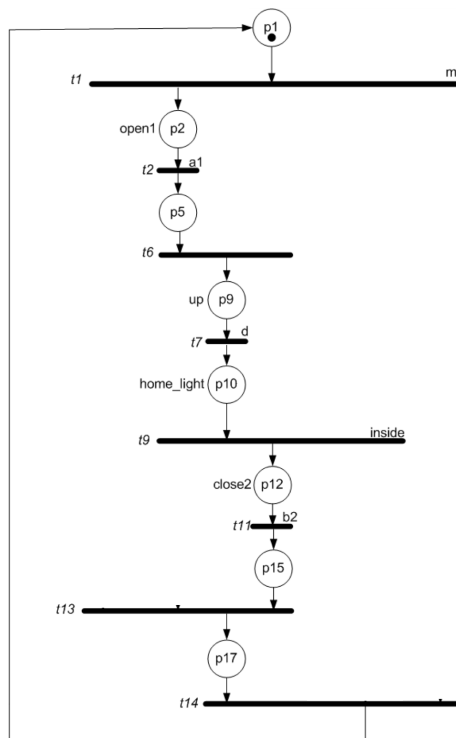 p1
t1 m
open1 p2
t2 a1
p5
t6
up p9
t7 d
home_light p10
t9 inside
close2 p12
t11 b2
p15
t13
p17
t14